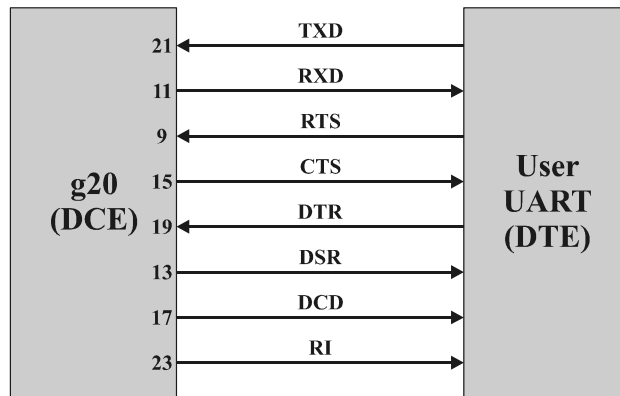 TXD
21
RXD
11
RTS
9
CTS
15
DTR
19
DSR
13
DCD
17
RI
23
g20
(DCE)
User
UART
(DTE)